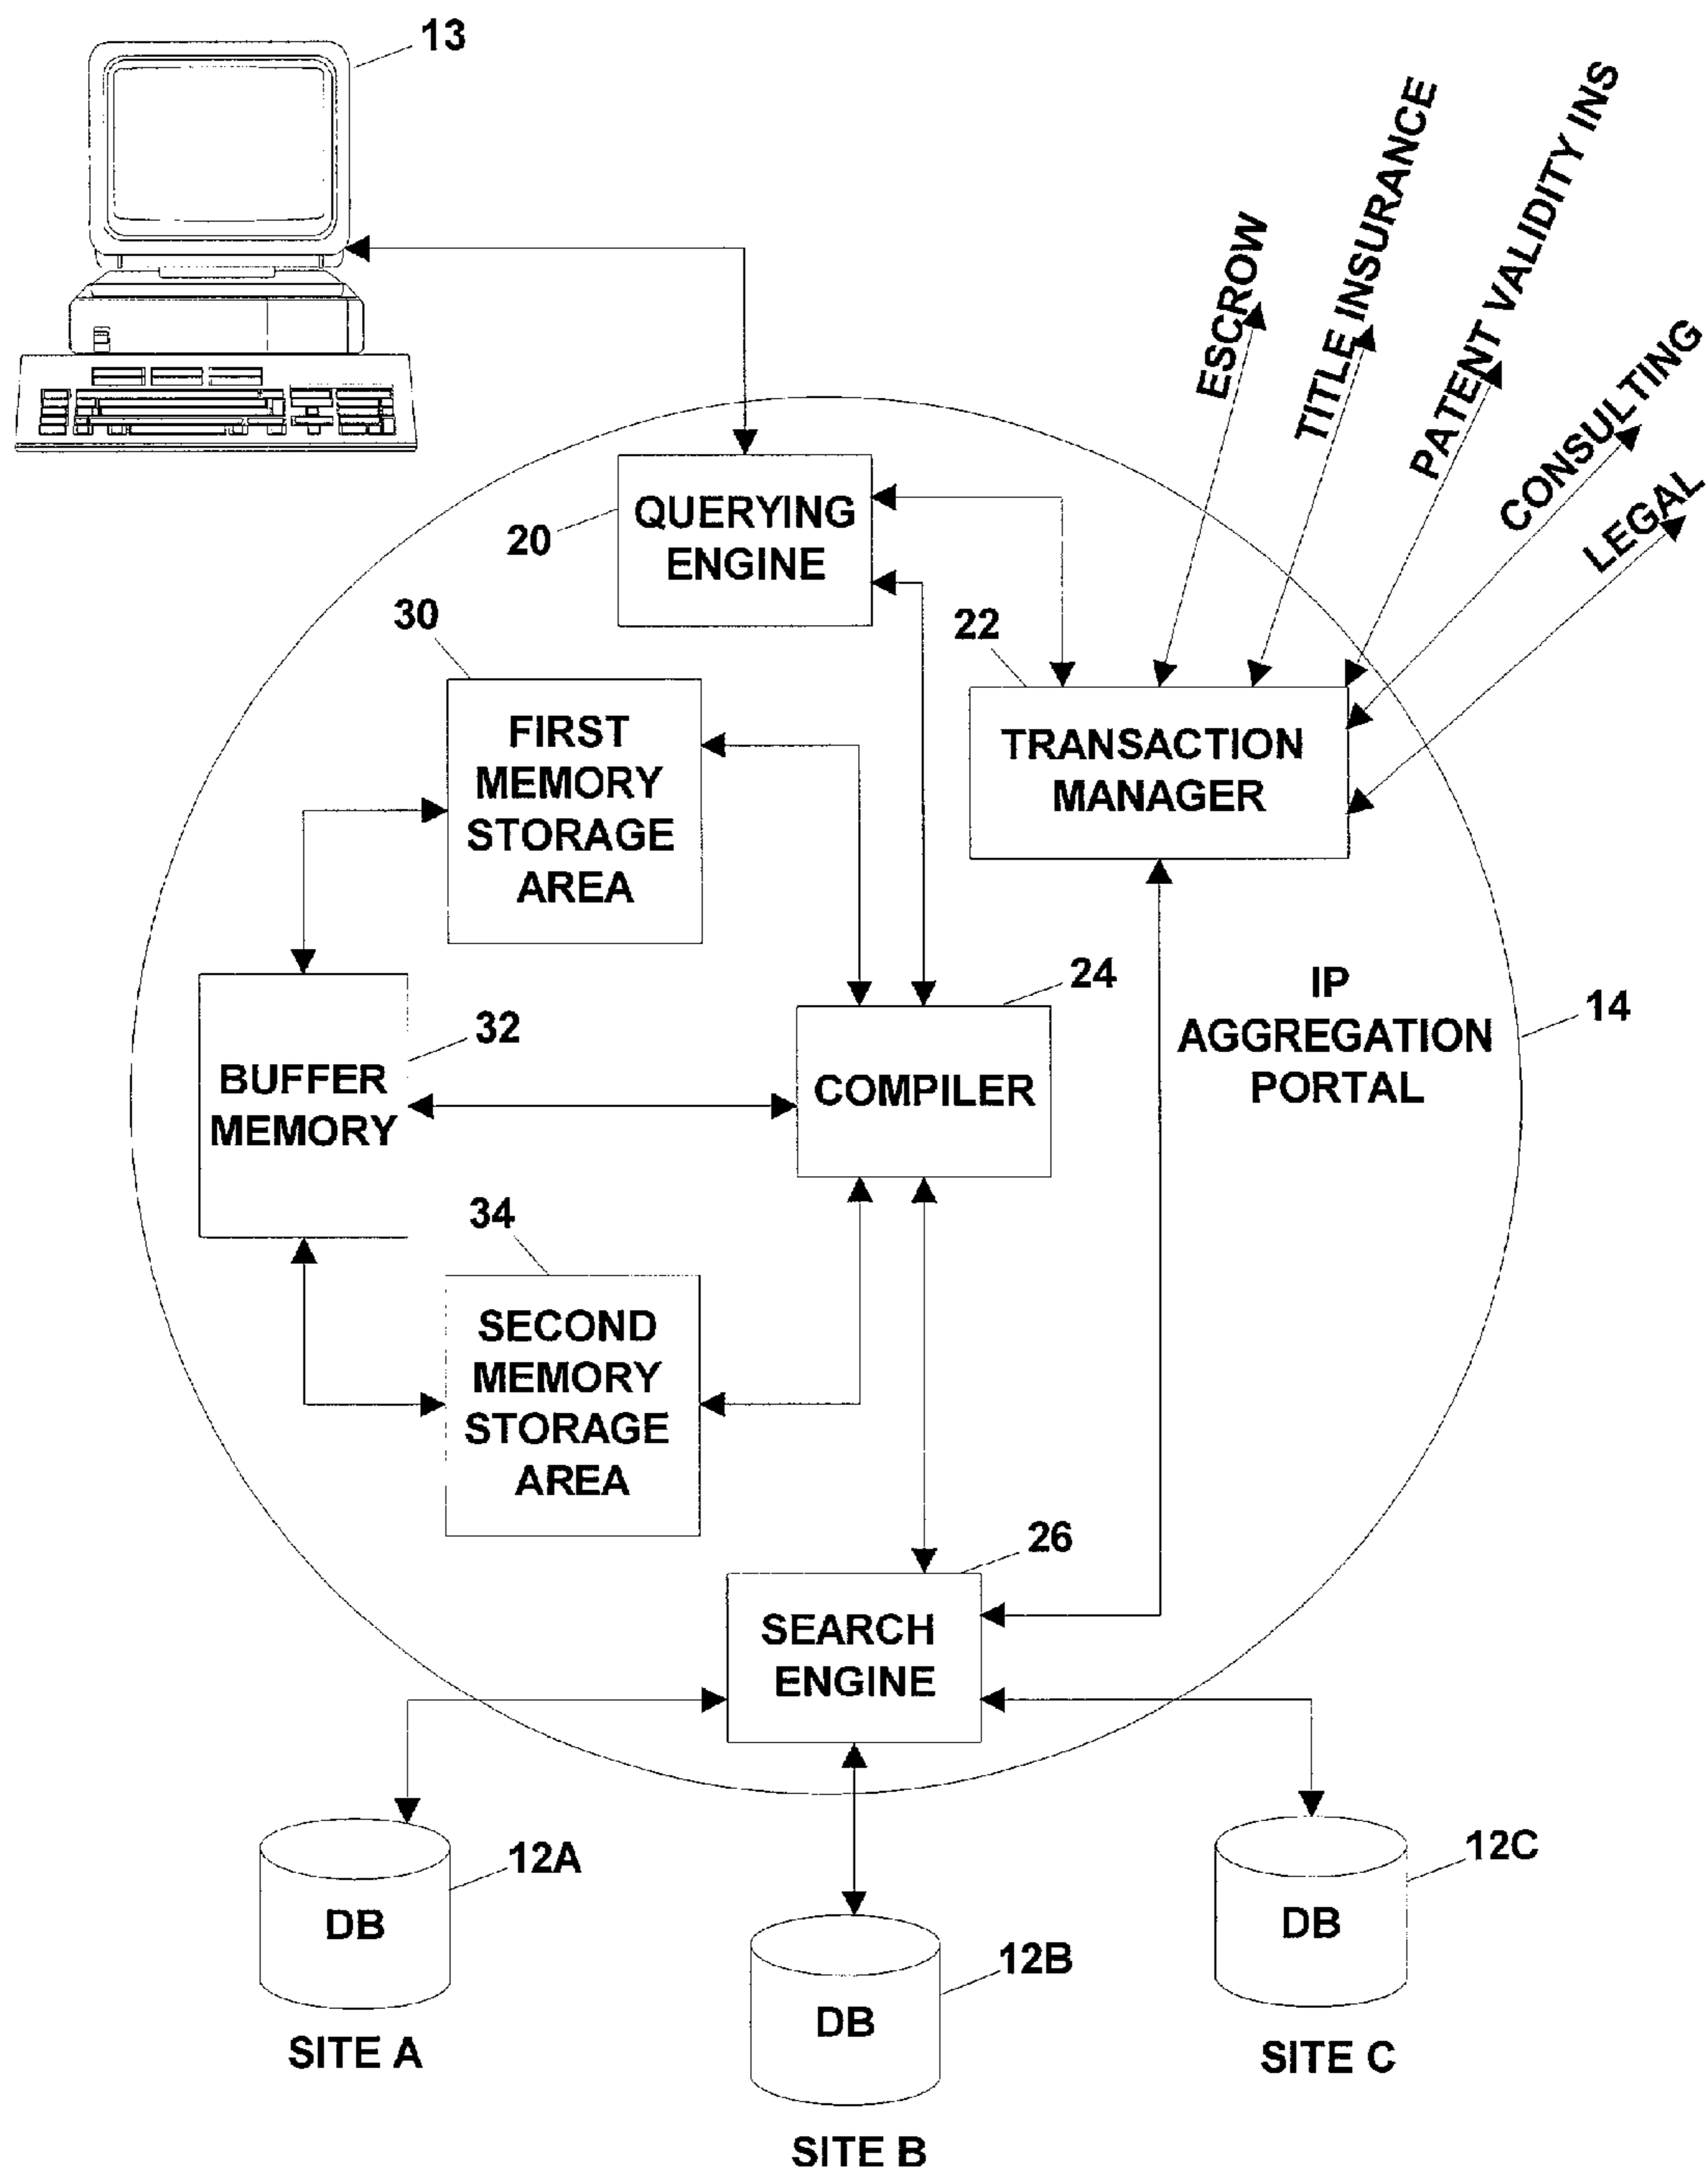 13
ESCROW
TITLE INSURANCE
PATENT VALIDITY INS
CONSULTING
LEGAL
20
QUERYING
ENGINE
30
22
FIRST
MEMORY
STORAGE
AREA
TRANSACTION
MANAGER
24
IP
AGGREGATION
PORTAL
14
32
BUFFER
MEMORY
COMPILER
34
SECOND
MEMORY
STORAGE
AREA
26
SEARCH
ENGINE
12A
DB
SITE A
12B
DB
SITE B
12C
DB
SITE C